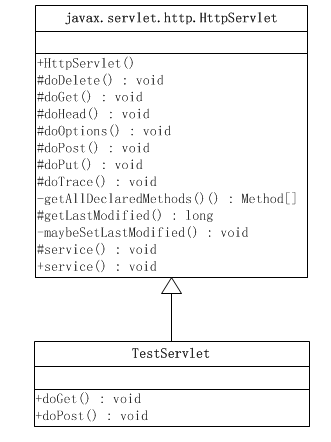 javax.servlet.http.HttpServlet
+HttpServlet()
#doDelete() : void
#doGet() : void
#doHead() : void
#doOptions() : void
#doPost() : void
#doPut() : void
#doTrace() : void
-getAllDeclaredMethods()() : Method[]
#getLastModified() : long
-maybeSetLastModified() : void
#service() : void
+service() : void
TestServlet
+doGet() : void
+doPost() : void